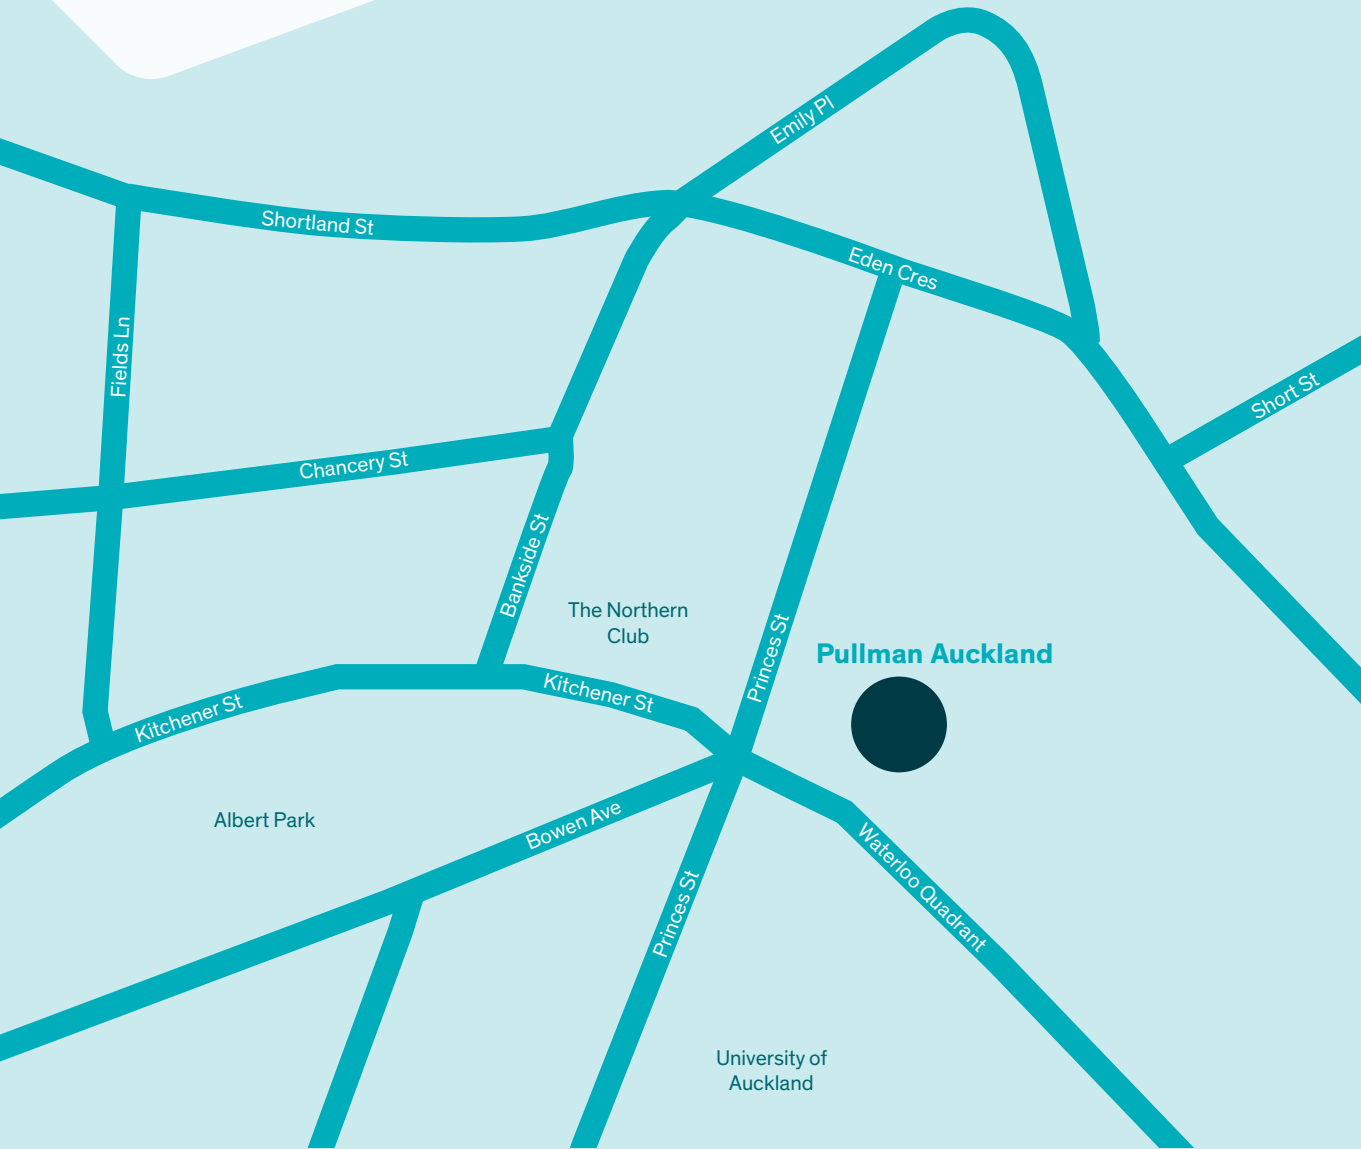 Emily Pl
Shortland St
Eden Cres
Fields Ln
Short St
Chancery St
Bankside St
The Northern
Club
Princes St
Pullman Auckland
Kitchener St
Kitchener St
Albert Park
Bowen Ave
Waterloo Quadrant
Princes St
University of
Auckland